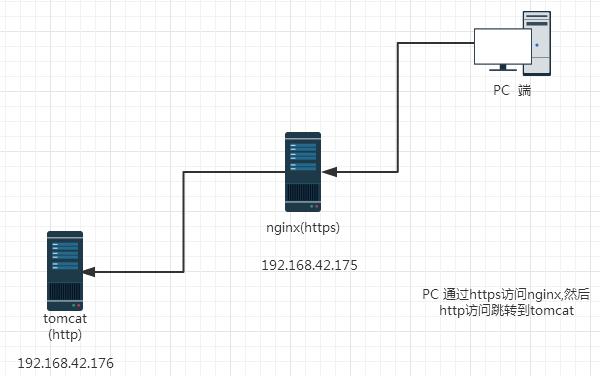 PC 端
nginx(https)
192.168.42.175
PC 通过https访问nginx,然后
http访问跳转到tomcat
tomcat
(http)
192.168.42.176